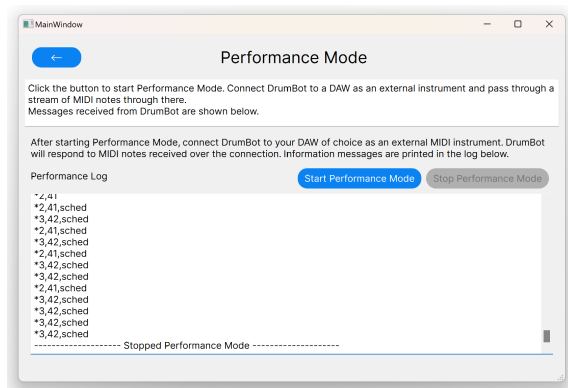 MainWindow
←
Performance Mode
Click the button to start Performance Mode. Connect DrumBot to a DAW as an external instrument and pass through a
stream of MIDI notes through there.
Messages received from DrumBot are shown below.
After starting Performance Mode, connect DrumBot to your DAW of choice as an external MIDI instrument. DrumBot
will respond to MIDI notes received over the connection. Information messages are printed in the log below.
Performance Log
Start Performance Mode
Stop Performance Mode
*2,41
*2,41,sched
*3,42,sched
*2,41,sched
*3,42,sched
*2,41,sched
*3,42,sched
*2,41,sched
*3,42,sched
*3,42,sched
*3,42,sched
*3,42,sched
-------------------- Stopped Performance Mode --------------------